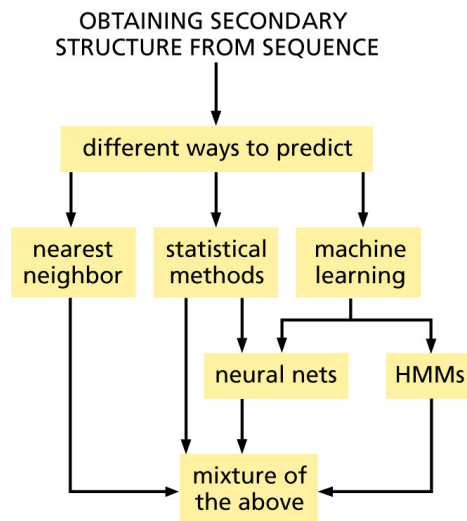 OBTAINING SECONDARY
STRUCTURE FROM SEQUENCE
different ways to predict
nearest
neighbor
statistical
methods
machine
learning
neural nets
HMMs
mixture of
the above